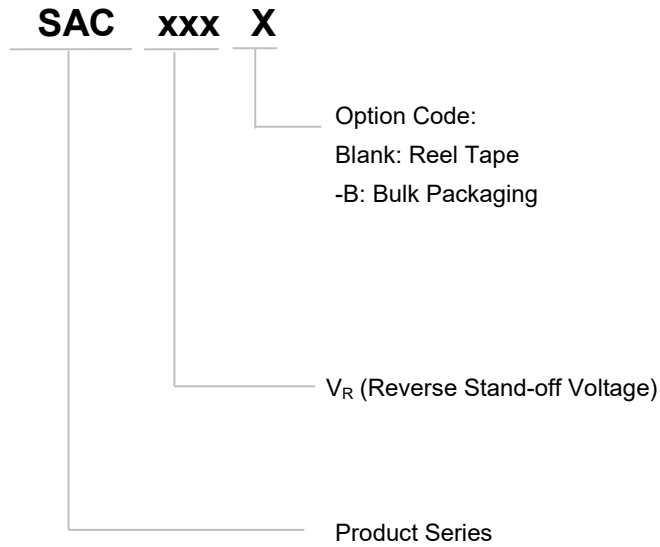 SAC xxx X
Option Code:
Blank: Reel Tape
-B: Bulk Packaging
VR (Reverse Stand-off Voltage)
Product Series